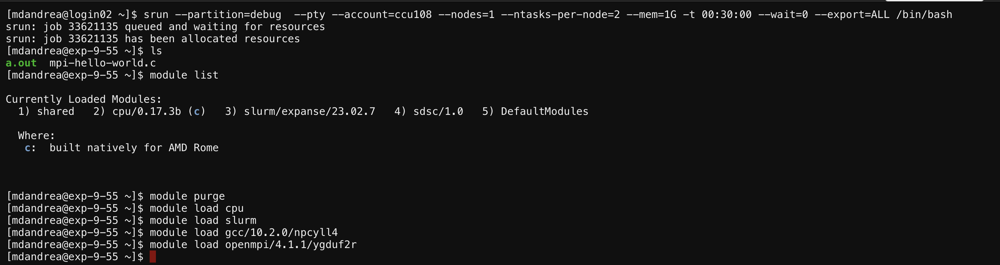 [mdandrea@login02 ~]$ srun --partition=debug  --pty --account=ccu108 --nodes=1 --ntasks-per-node=2 --mem=1G -t 00:30:00 --wait=0 --export=ALL /bin/bash
srun: job 33621135 queued and waiting for resources
srun: job 33621135 has been allocated resources
[mdandrea@exp-9-55 ~]$ ls
a.out  mpi-hello-world.c
[mdandrea@exp-9-55 ~]$ module list
Currently Loaded Modules:
  1) shared   2) cpu/0.17.3b (c)   3) slurm/expanse/23.02.7   4) sdsc/1.0   5) DefaultModules
  Where:
   c:  built natively for AMD Rome
[mdandrea@exp-9-55 ~]$ module purge
[mdandrea@exp-9-55 ~]$ module load cpu
[mdandrea@exp-9-55 ~]$ module load slurm
[mdandrea@exp-9-55 ~]$ module load gcc/10.2.0/npcyll4
[mdandrea@exp-9-55 ~]$ module load openmpi/4.1.1/ygduf2r
[mdandrea@exp-9-55 ~]$